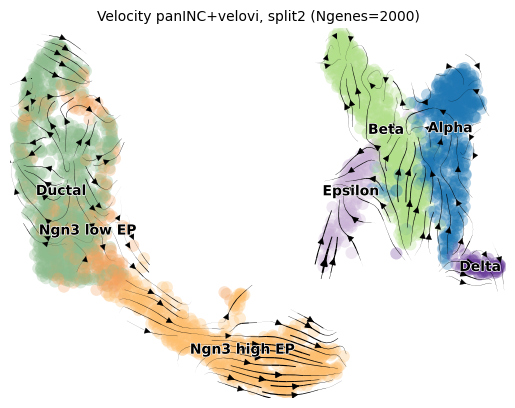 Velocity panINC+velovi, split2 (Ngenes=2000)
Beta
Alpha
Ductal
Epsilon
Ngn3 low EP
Delta
Ngn3 high EP